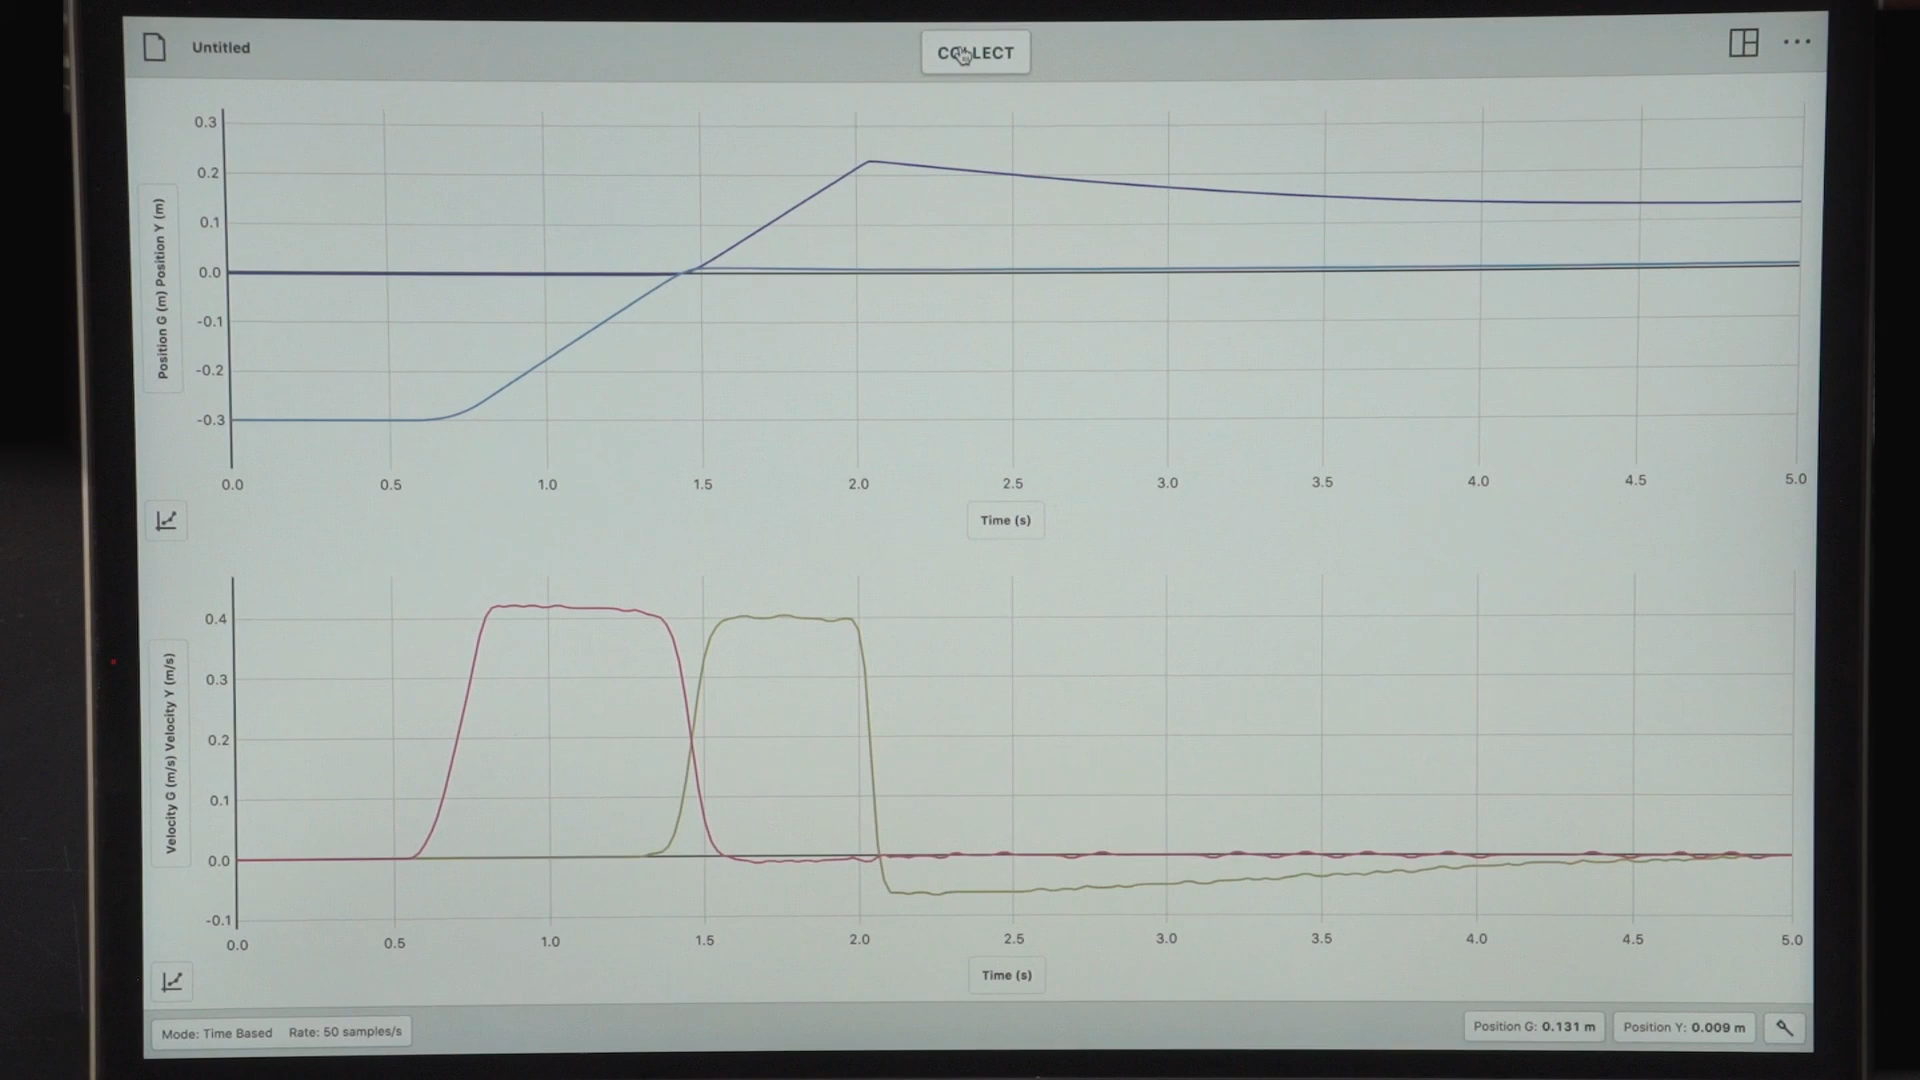 Untitled
COLLECT
Position G (m) Position Y (m)
0.3
0.2
0.1
0.0
-0.1
-0.2
-0.3
0.0 0.5 1.0 1.5 2.0 2.5 3.0 3.5 4.0 4.5 5.0
Time (s)
Velocity G (m/s) Velocity Y (m/s)
0.4
0.3
0.2
0.1
0.0
-0.1
0.0 0.5 1.0 1.5 2.0 2.5 3.0 3.5 4.0 4.5 5.0
Time (s)
Mode: Time Based Rate: 50 samples/s
Position G: 0.131 m
Position Y: 0.009 m